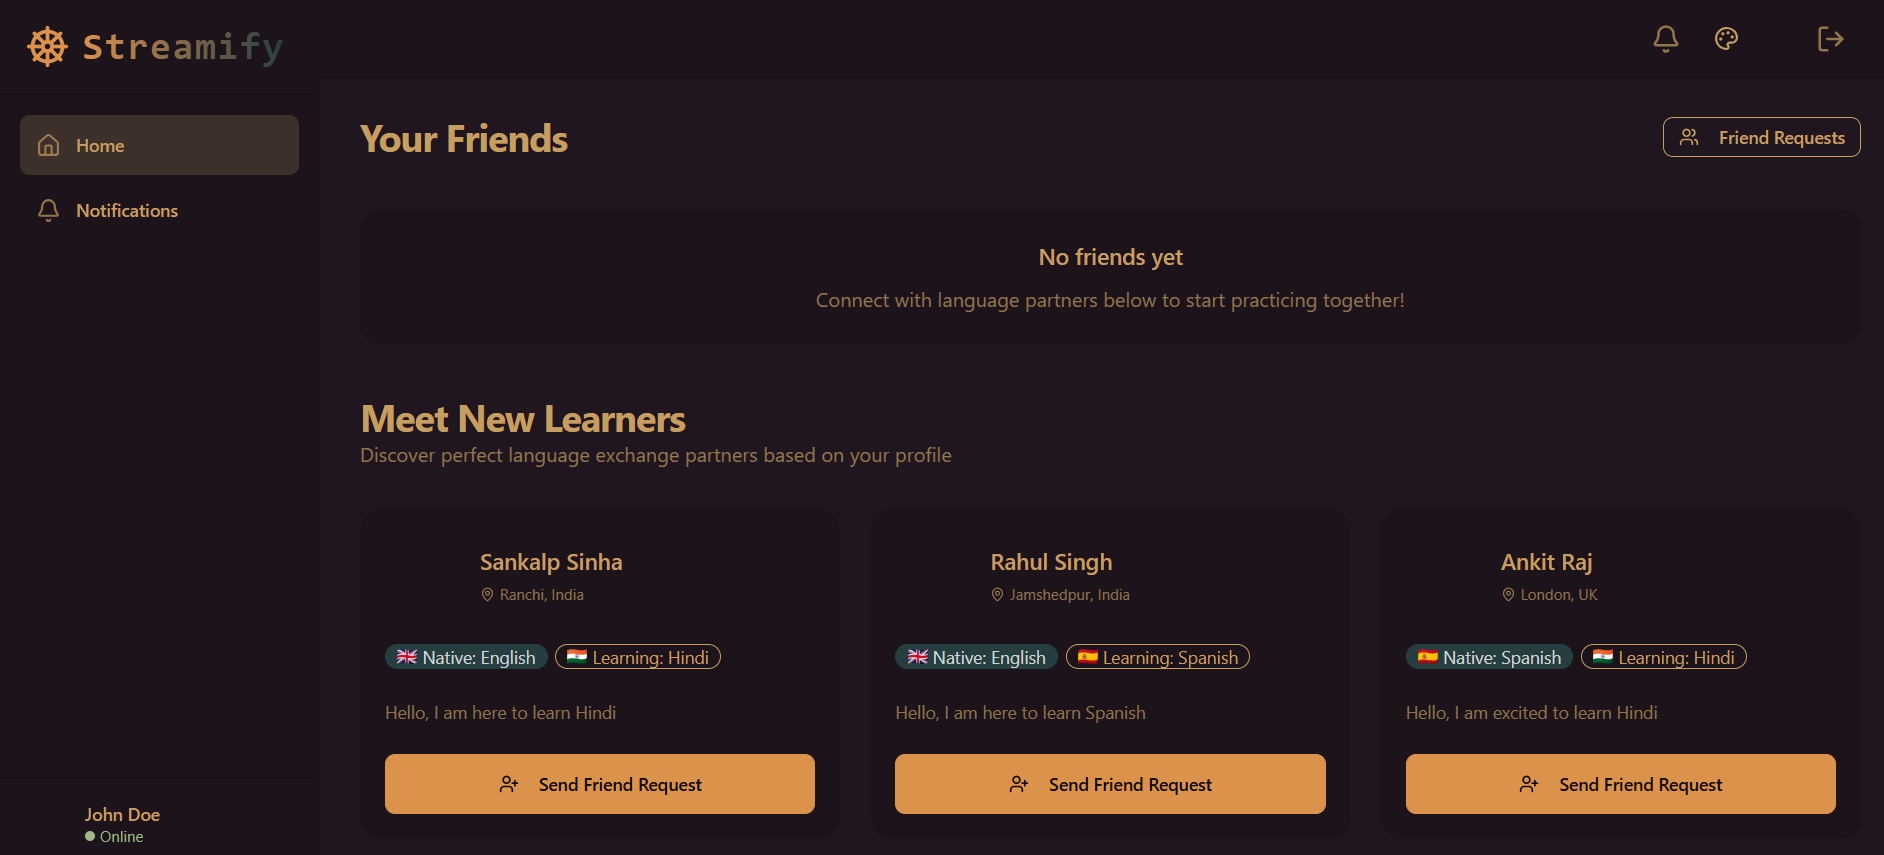 Streamify
Home
Notifications
Your Friends
Friend Requests
No friends yet
Connect with language partners below to start practicing together!
Meet New Learners
Discover perfect language exchange partners based on your profile
Sankalp Sinha
Ranchi, India
Native: English
Learning: Hindi
Hello, I am here to learn Hindi
Send Friend Request
Rahul Singh
Jamshedpur, India
Native: English
Learning: Spanish
Hello, I am here to learn Spanish
Send Friend Request
Ankit Raj
London, UK
Native: Spanish
Learning: Hindi
Hello, I am excited to learn Hindi
Send Friend Request
John Doe
Online